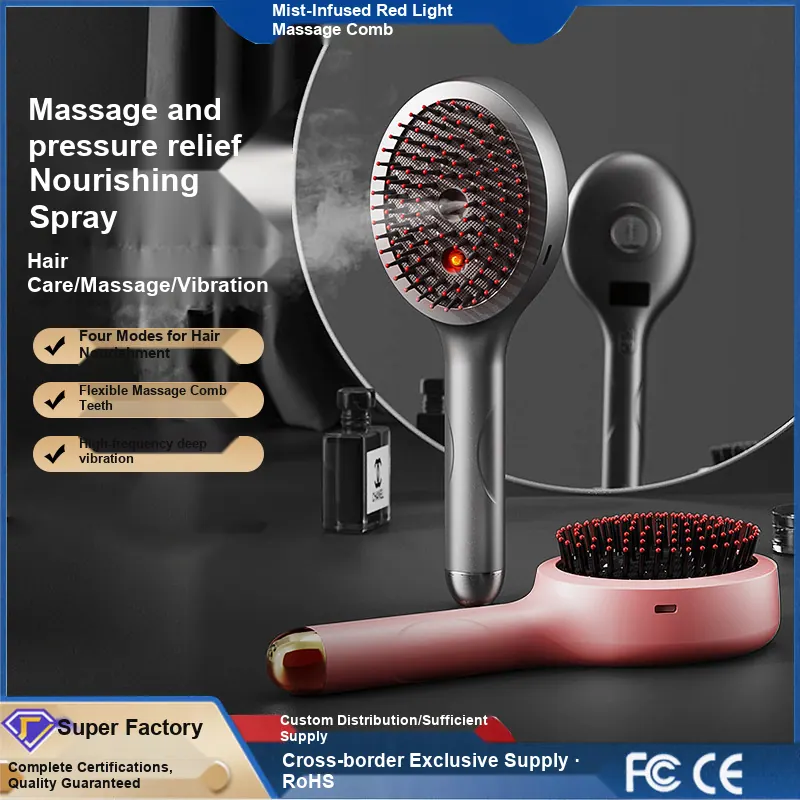 Mist-Infused Red Light
Massage Comb
Massage and
pressure relief
Nourishing
Spray
Hair
Care/Massage/Vibration
Four Modes for Hair
Nourishment
Flexible Massage Comb
Teeth
High-frequency deep
vibration
CHANEL
Super Factory
Complete Certifications,
Quality Guaranteed
Custom Distribution/Sufficient
Supply
Cross-border Exclusive Supply ·
RoHS
FC CE